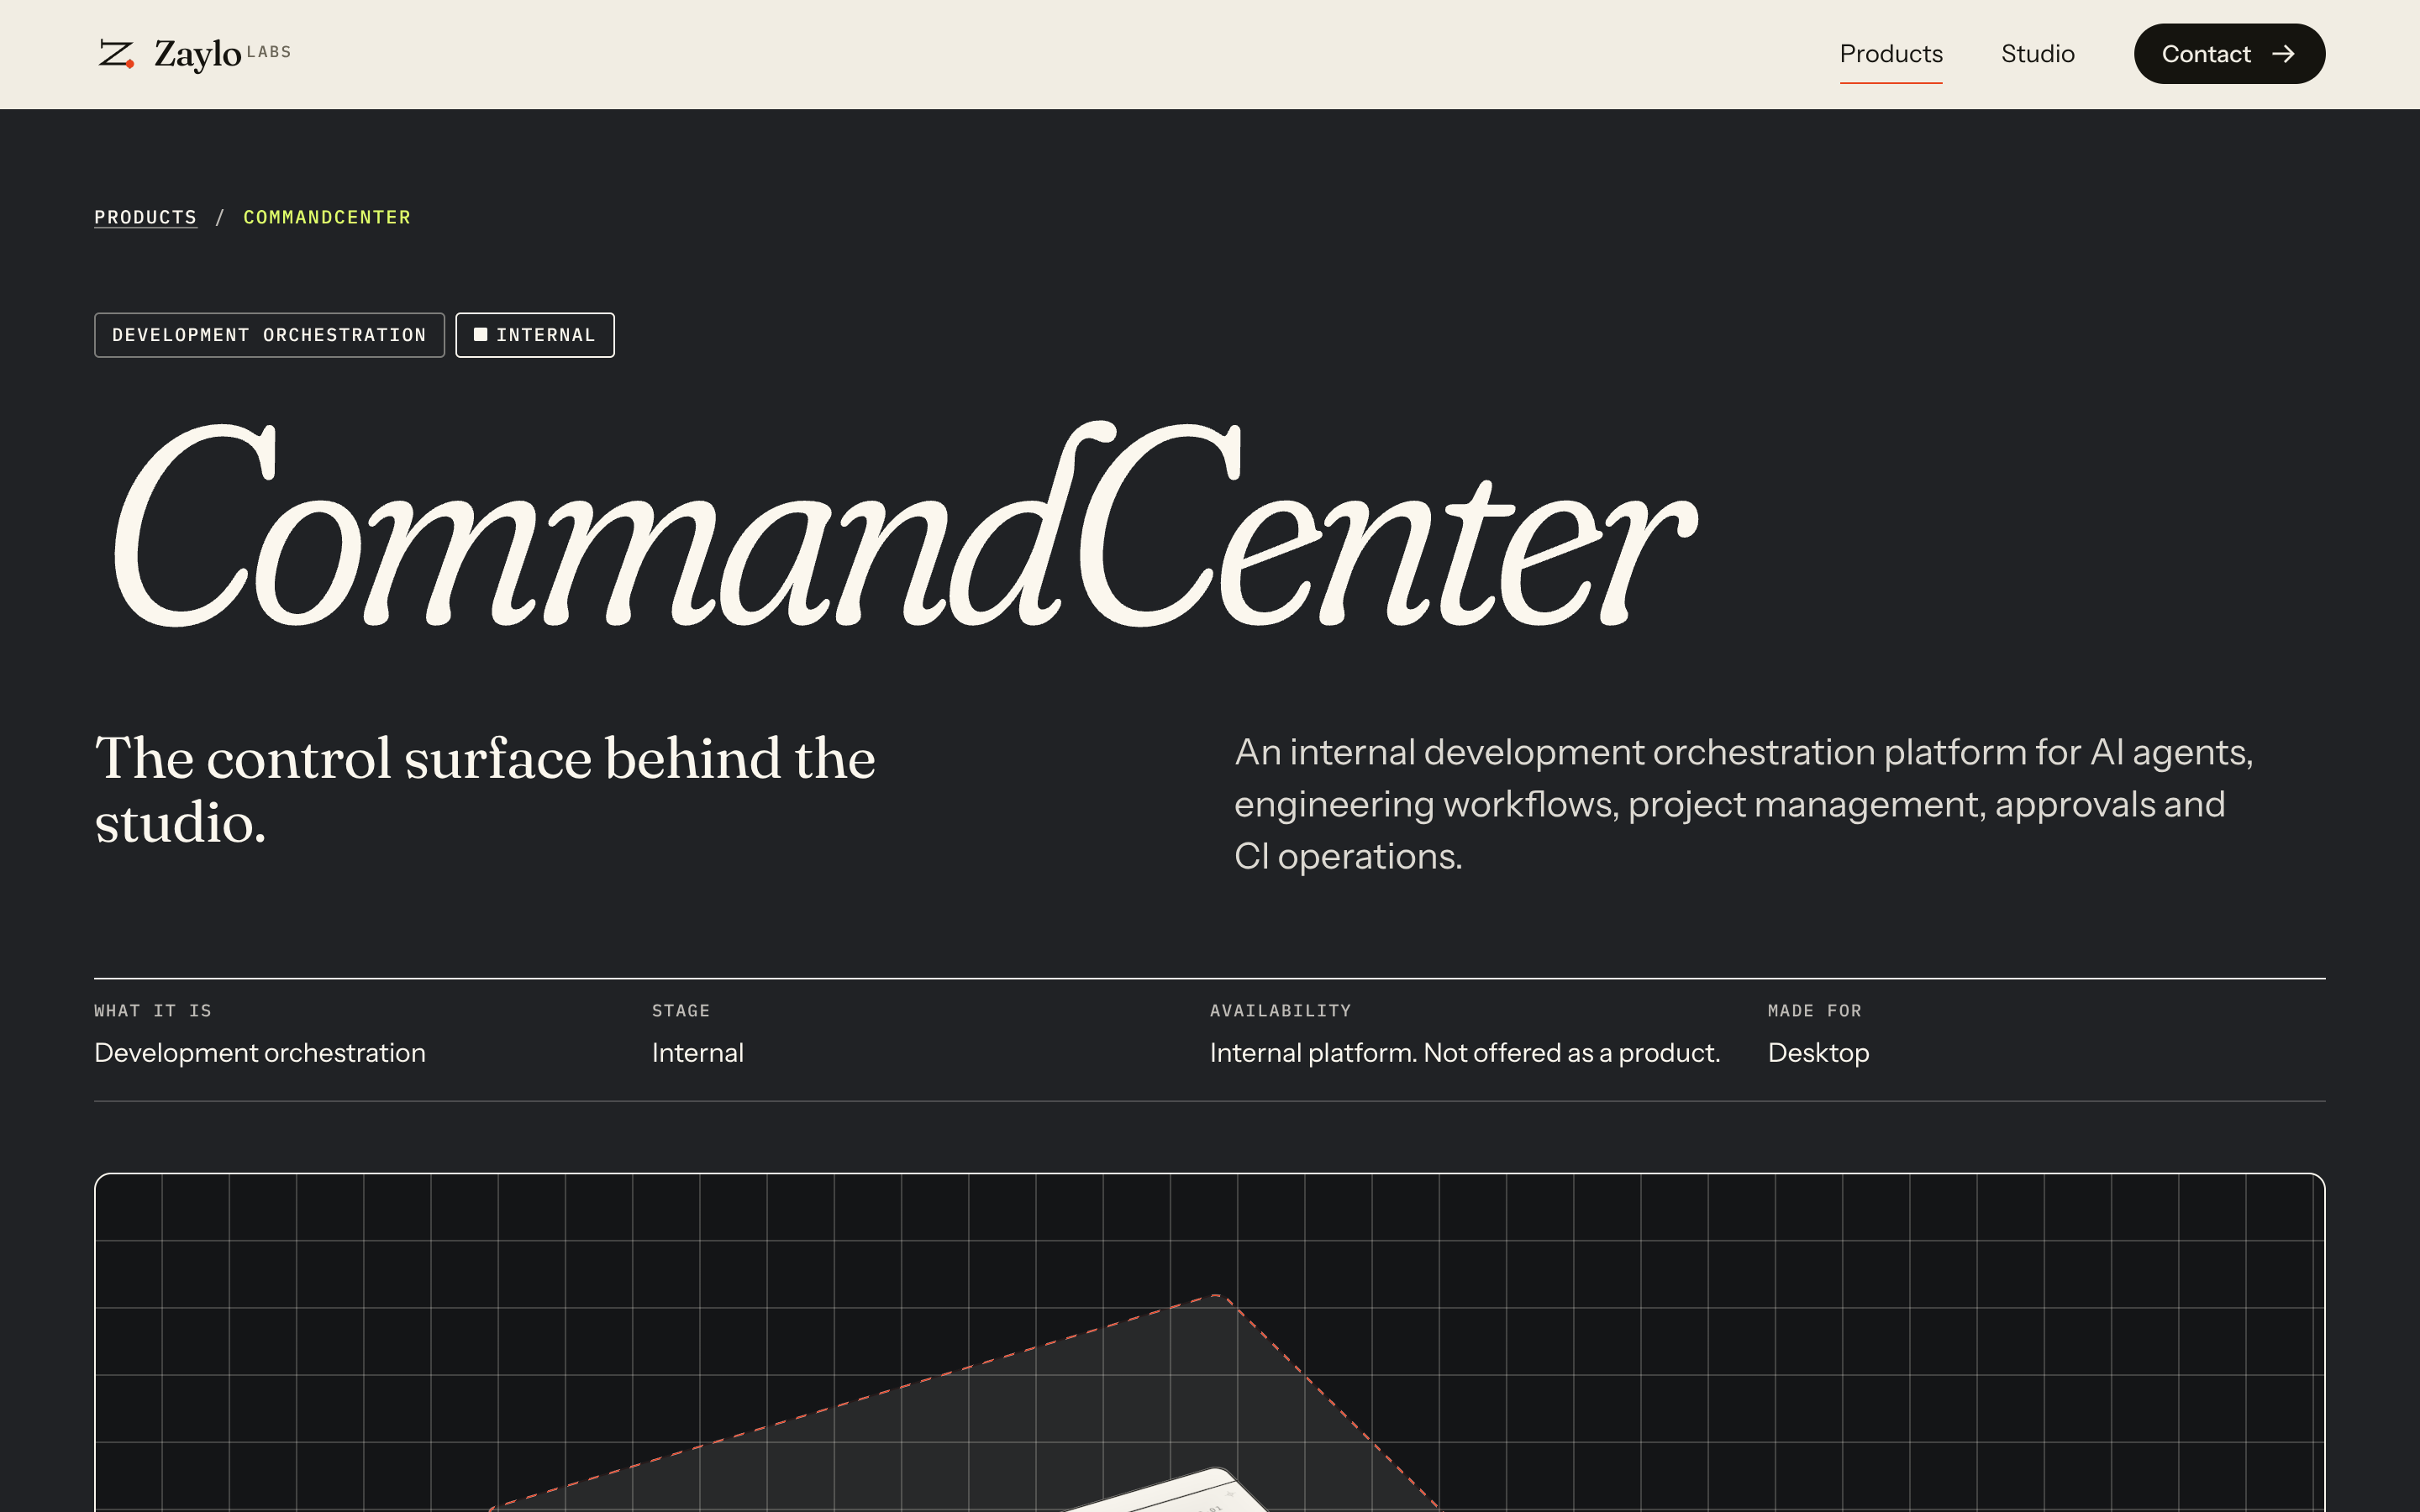 Zaylo LABS
Products
Studio
Contact →
PRODUCTS / COMMANDCENTER
DEVELOPMENT ORCHESTRATION
INTERNAL
CommandCenter
The control surface behind the
studio.
An internal development orchestration platform for AI agents,
engineering workflows, project management, approvals and
CI operations.
WHAT IT IS
Development orchestration
STAGE
Internal
AVAILABILITY
Internal platform. Not offered as a product.
MADE FOR
Desktop